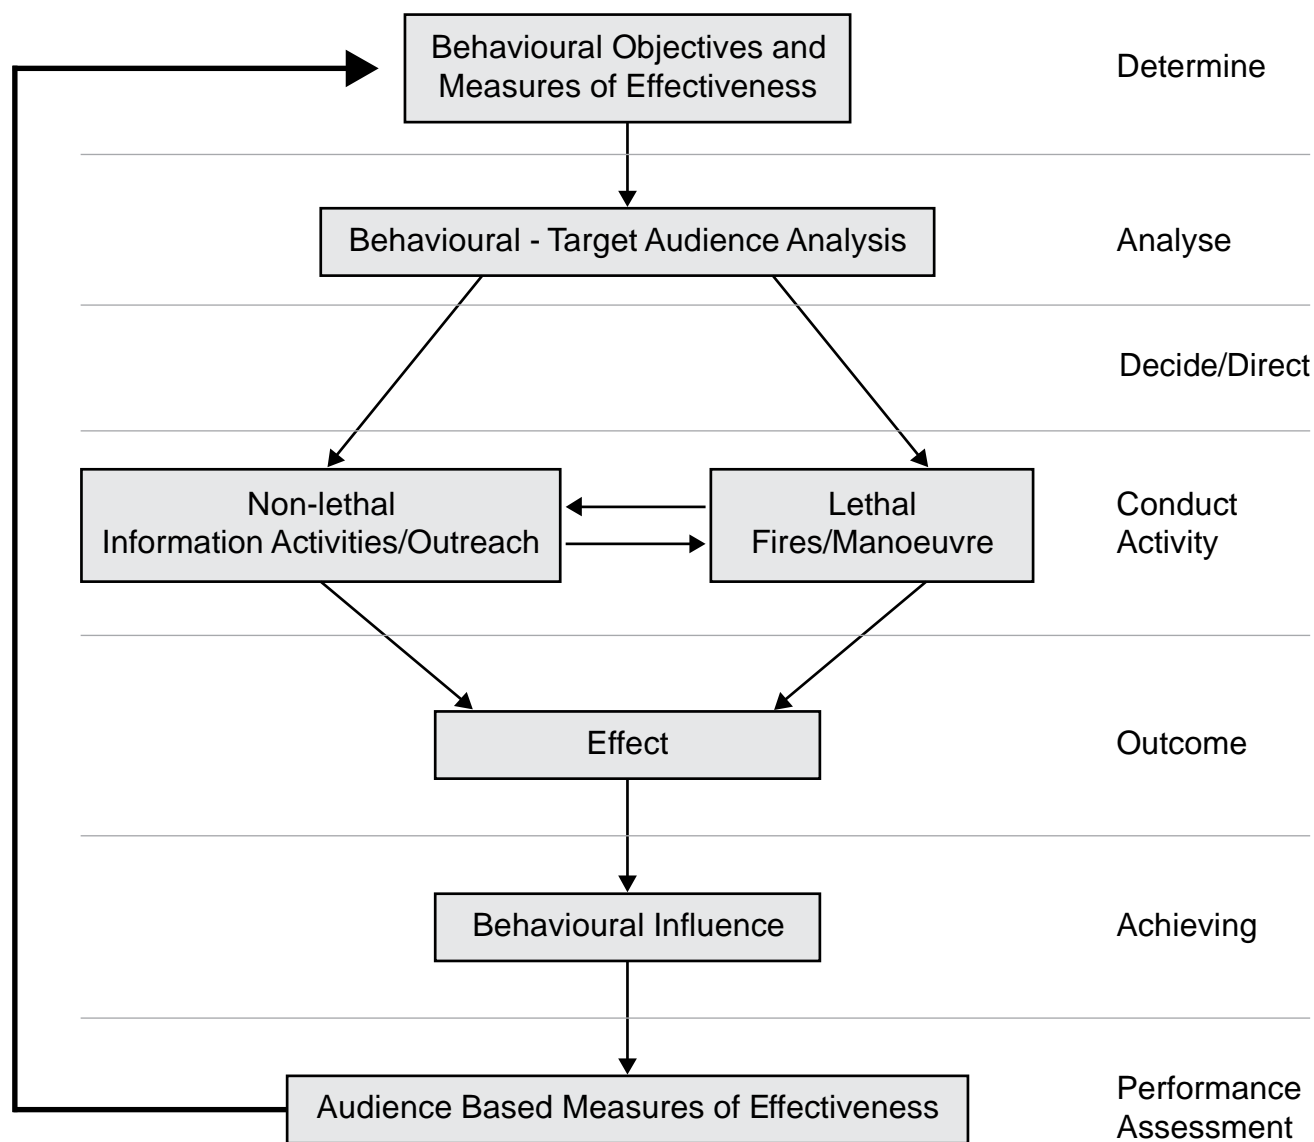 Behavioural Objectives and
Measures of Effectiveness
Determine
Behavioural - Target Audience Analysis
Analyse
Decide/Direct
Non-lethal
Information Activities/Outreach
Lethal
Fires/Manoeuvre
Conduct
Activity
Effect
Outcome
Behavioural Influence
Achieving
Audience Based Measures of Effectiveness
Performance
Assessment